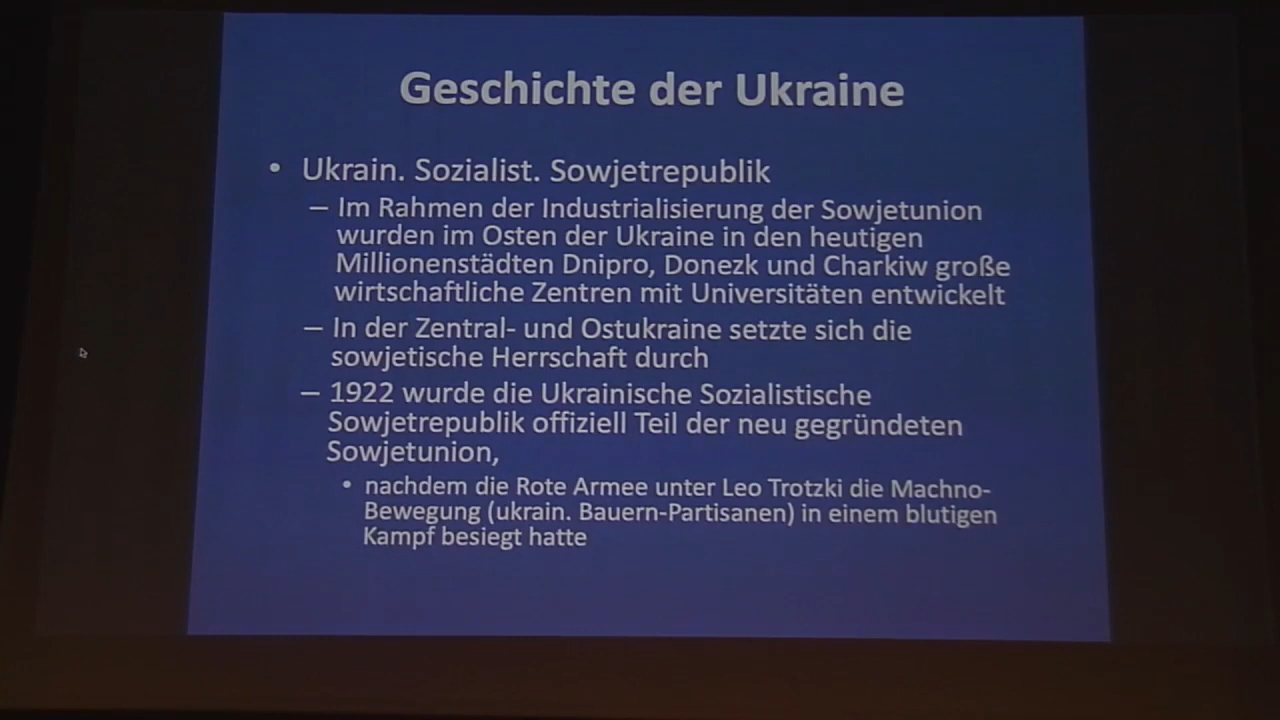 Geschichte der Ukraine
• Ukrain. Sozialist. Sowjetrepublik
– Im Rahmen der Industrialisierung der Sowjetunion
wurden im Osten der Ukraine in den heutigen
Millionenstädten Dnipro, Donezk und Charkiw große
wirtschaftliche Zentren mit Universitäten entwickelt
– In der Zentral- und Ostukraine setzte sich die
sowjetische Herrschaft durch
– 1922 wurde die Ukrainische Sozialistische
Sowjetrepublik offiziell Teil der neu gegründeten
Sowjetunion,
• nachdem die Rote Armee unter Leo Trotzki die Machno-
Bewegung (ukrain. Bauern-Partisanen) in einem blutigen
Kampf besiegt hatte